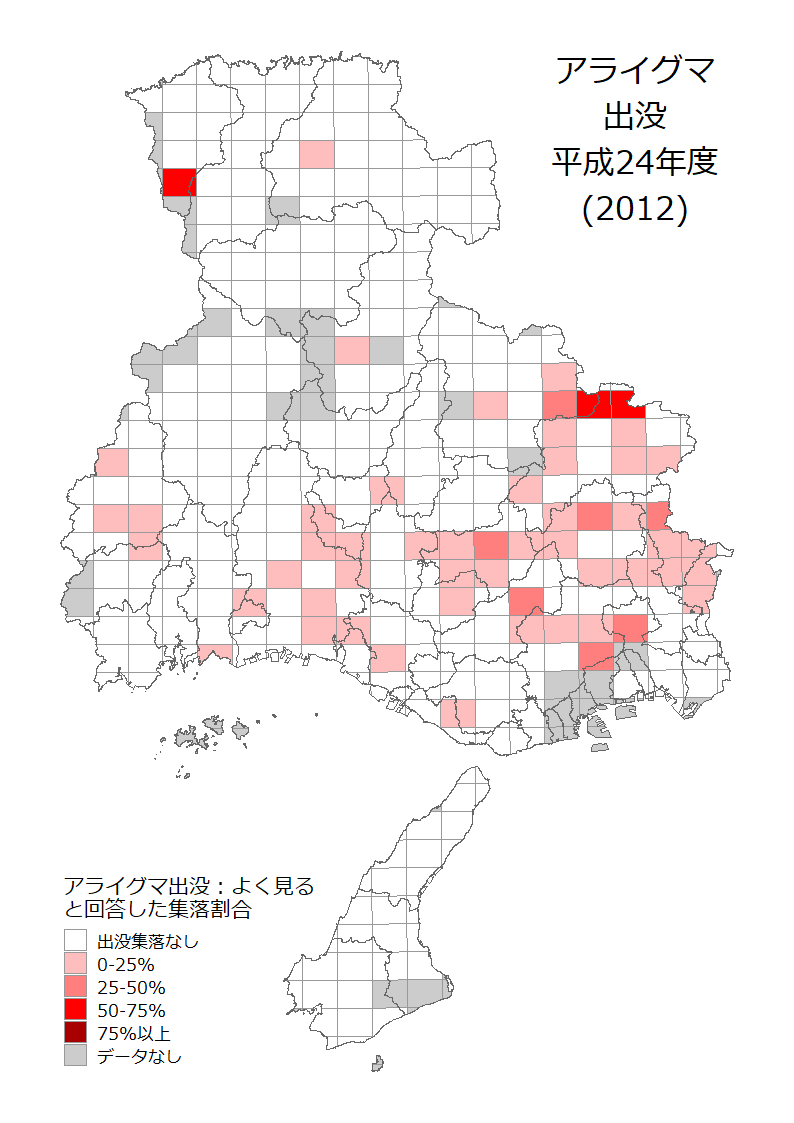 アライグマ
出没
平成24年度
(2012)
アライグマ出没：よく見る
と回答した集落割合
出没集落なし
0-25%
25-50%
50-75%
75%以上
データなし